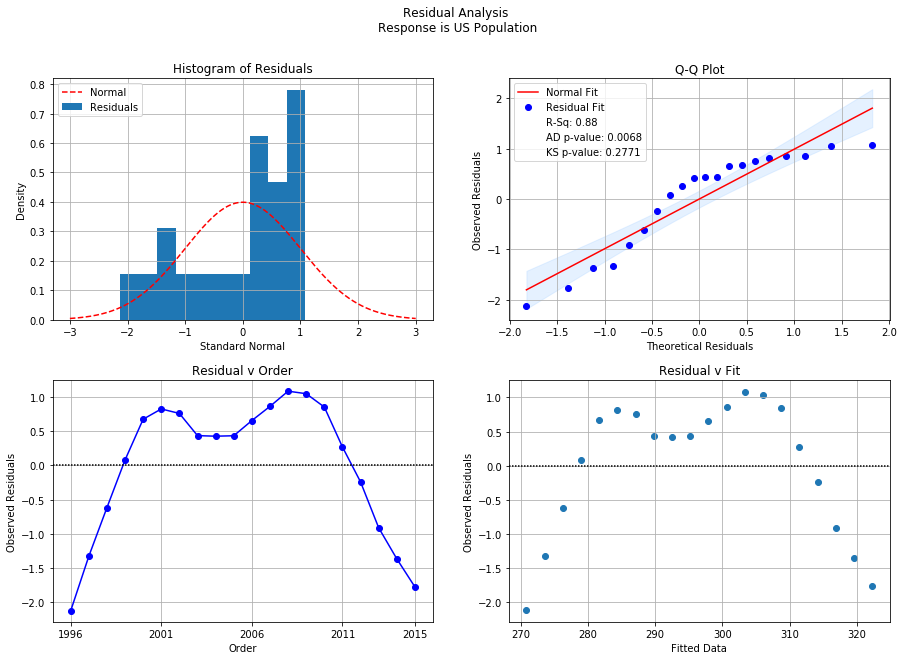 Residual Analysis
Response is US Population
Histogram of Residuals
Normal
Residuals
0.8
0.7
0.6
0.5
0.4
0.3
0.2
0.1
0.0
Density
−3 −2 −1 0 1 2 3
Standard Normal
Q-Q Plot
Normal Fit
Residual Fit
R-Sq: 0.88
AD p-value: 0.0068
KS p-value: 0.2771
2
1
0
−1
−2
Observed Residuals
−2.0 −1.5 −1.0 −0.5 0.0 0.5 1.0 1.5 2.0
Theoretical Residuals
Residual v Order
1.0
0.5
0.0
−0.5
−1.0
−1.5
−2.0
Observed Residuals
1996 2001 2006 2011 2015
Order
Residual v Fit
1.0
0.5
0.0
−0.5
−1.0
−1.5
−2.0
Observed Residuals
270 280 290 300 310 320
Fitted Data